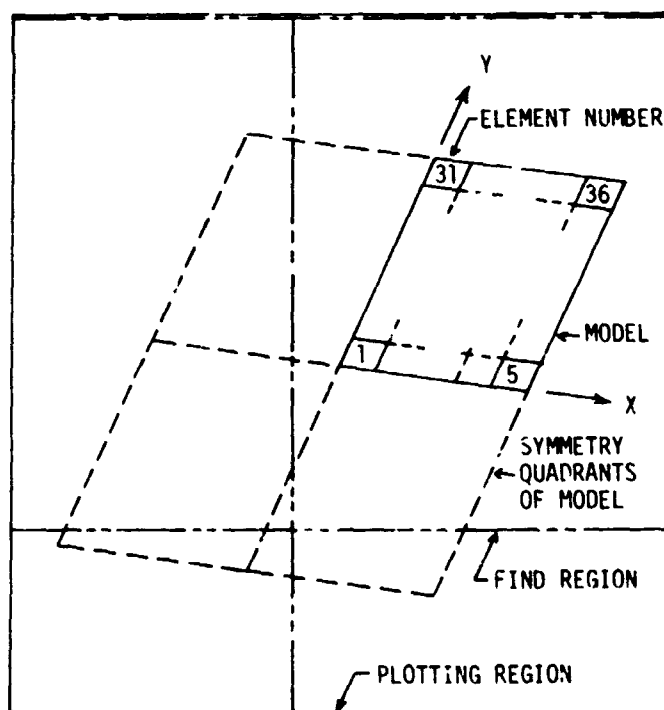 Y
ELEMENT NUMBER
31
36
MODEL
1
5
X
SYMMETRY
QUADRANTS
OF MODEL
FIND REGION
PLOTTING REGION